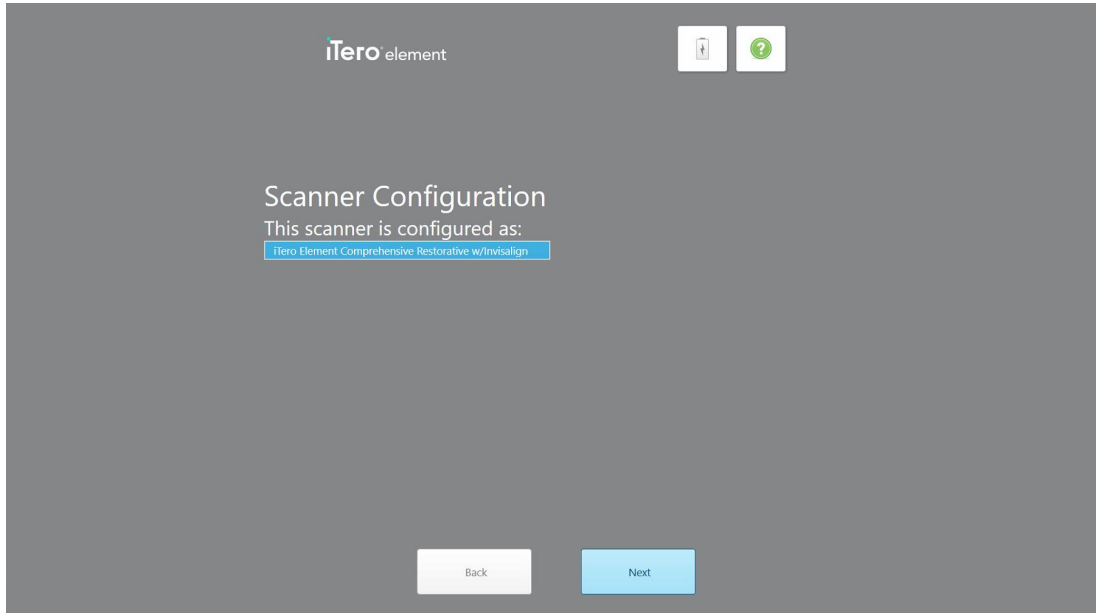 iTero element
?
Scanner Configuration
This scanner is configured as:
iTero Element Comprehensive Restorative w/Invisalign
Back Next